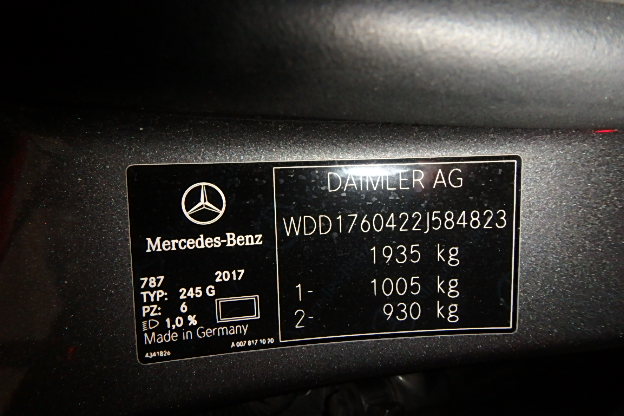 Mercedes-Benz
787 2017
TYP: 245 G
PZ: 6
1,0 %
Made in Germany
4341826
A 007 817 10 20
DAIMLER AG
WDD1760422J584823
1935 kg
1- 1005 kg
2- 930 kg